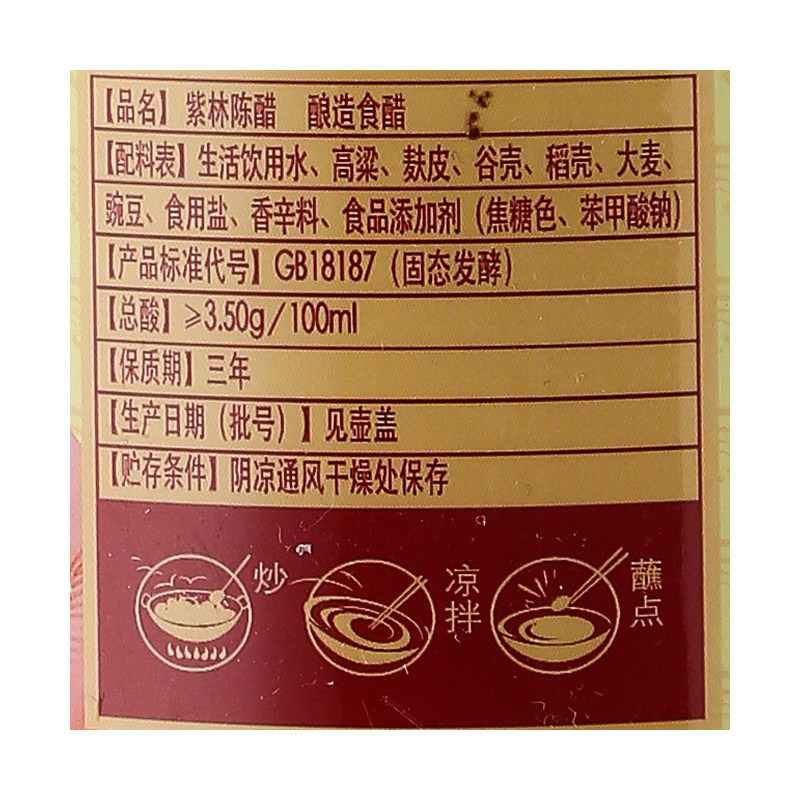 【品名】紫林陈醋 酿造食醋
【配料表】生活饮用水、高粱、麸皮、谷壳、稻壳、大麦、
豌豆、食用盐、香辛料、食品添加剂（焦糖色、苯甲酸钠）
【产品标准代号】GB18187（固态发酵）
【总酸】≥3.50g/100ml
【保质期】三年
【生产日期（批号）】见壶盖
【贮存条件】阴凉通风干燥处保存
炒
凉拌
蘸点